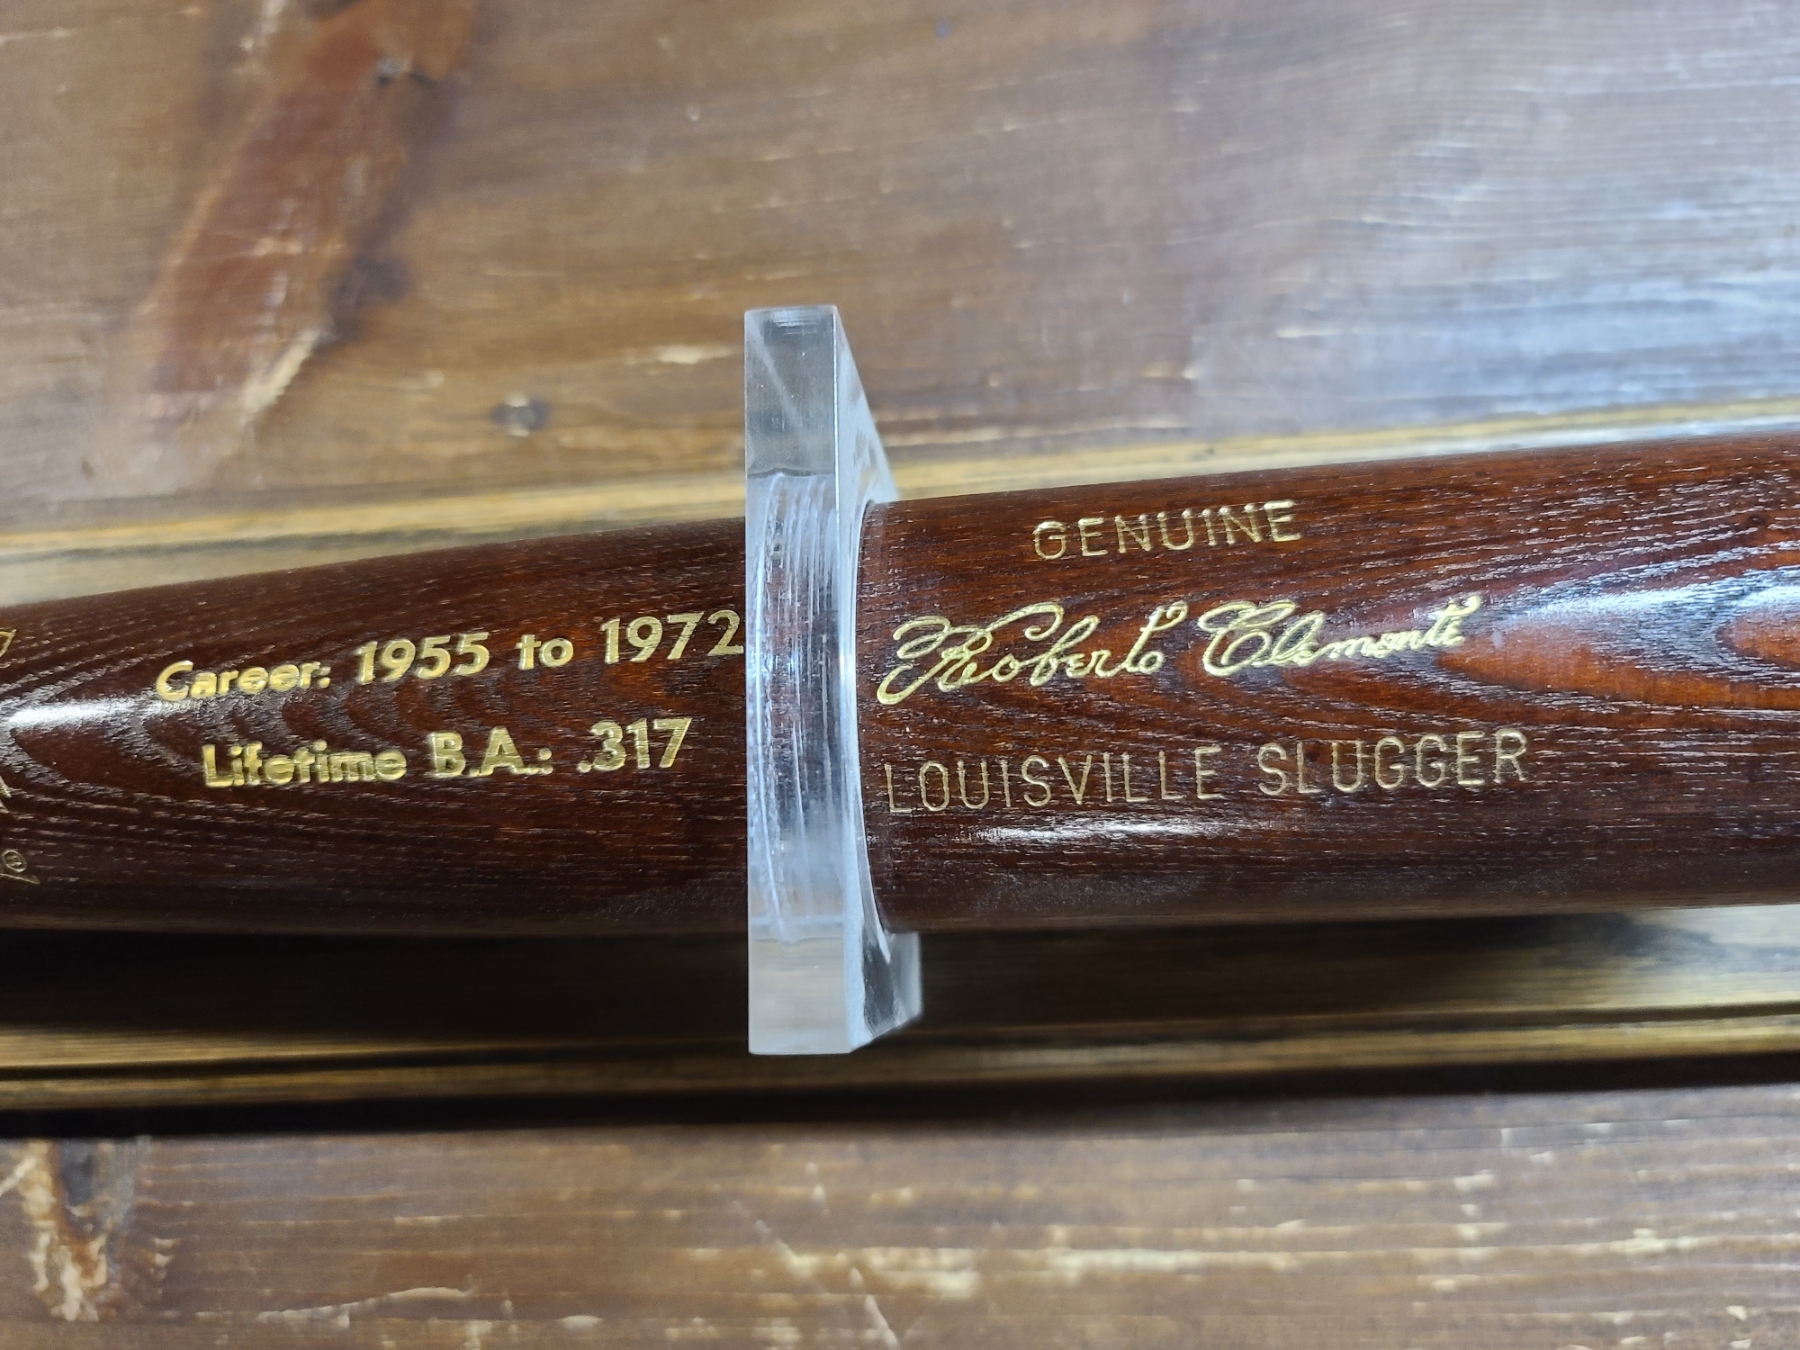 Career: 1955 to 1972
Lifetime B.A.: .317
GENUINE
Roberto Clemente
LOUISVILLE SLUGGER
®